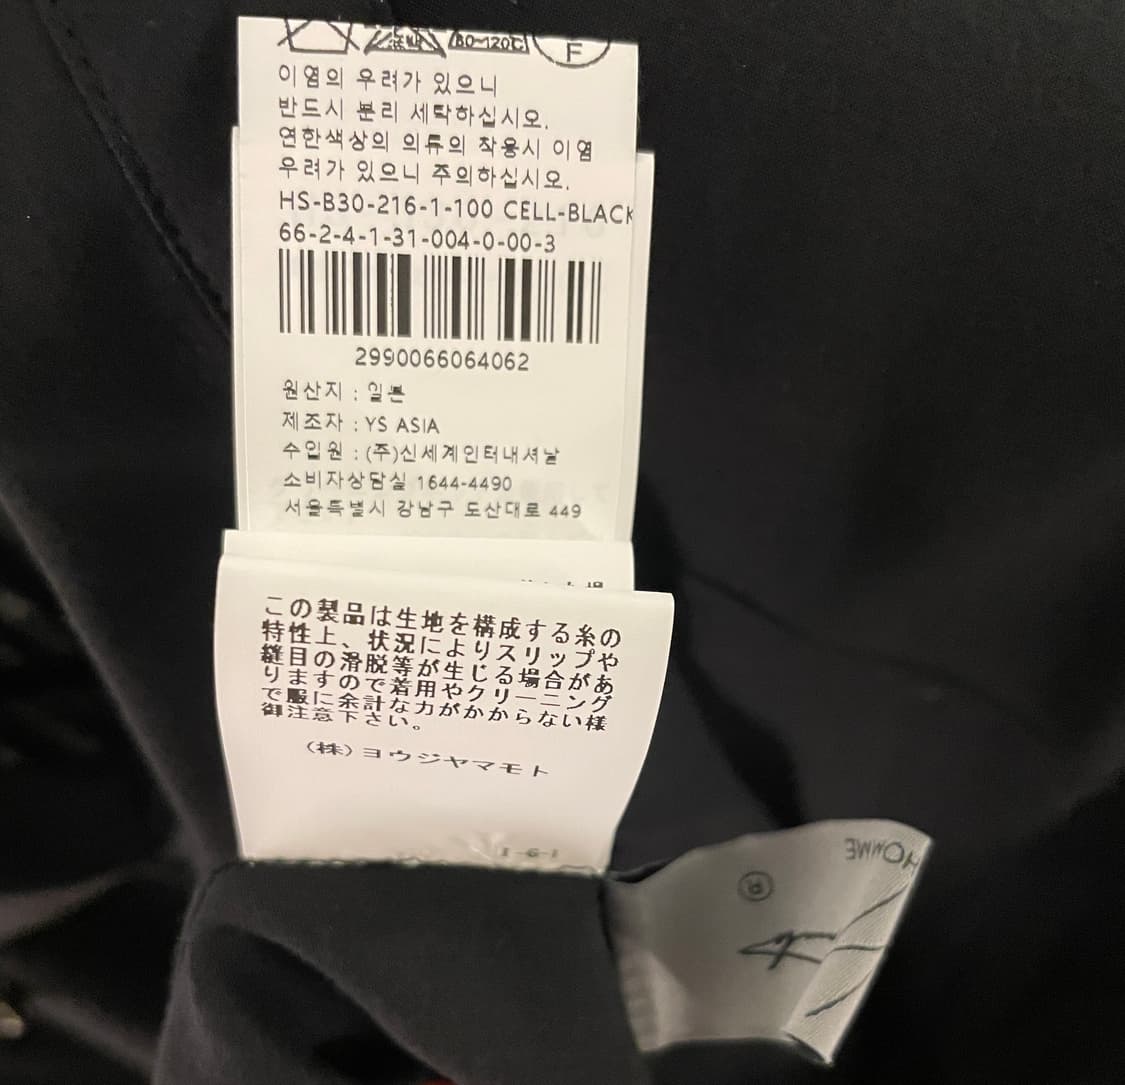 80~120℃
F
이염의 우려가 있으니
반드시 분리 세탁하십시오.
연한색상의 의류의 착용시 이염
우려가 있으니 주의하십시오.
HS-B30-216-1-100 CELL-BLACK
66-2-4-1-31-004-0-00-3
2990066064062
원산지 : 일본
제조자 : YS ASIA
수입원 : (주)신세계인터내셔날
소비자상담실 1644-4490
서울특별시 강남구 도산대로 449
この製品は生地を構成する糸の
特性上、状況によりスリップや
縫目の滑脱等が生じる場合があ
りますので着用やクリーニング
で服に余計な力がかからない様
御注意下さい。
(株)ヨウジヤマモト
1-6-1
HOMME
®